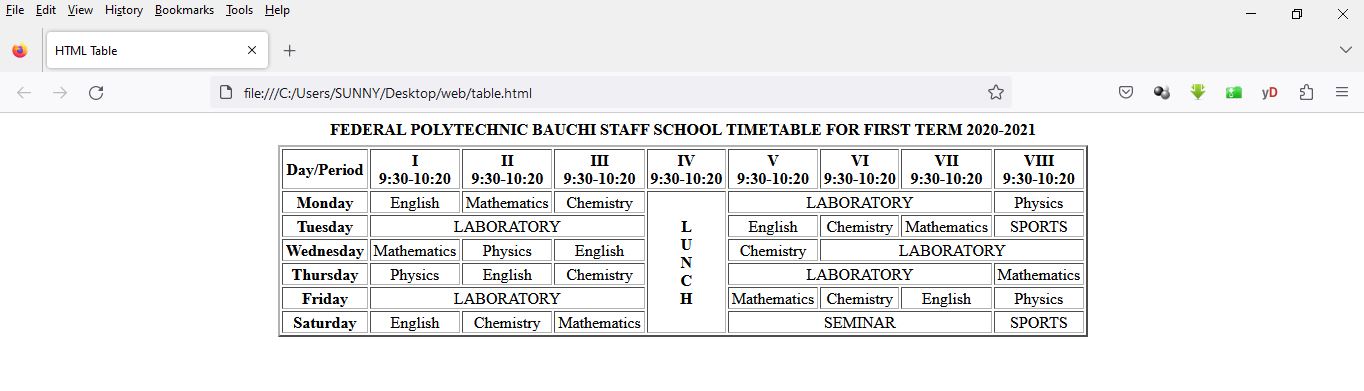 File Edit View History Bookmarks Tools Help
HTML Table
file:///C:/Users/SUNNY/Desktop/web/table.html
yD
FEDERAL POLYTECHNIC BAUCHI STAFF SCHOOL TIMETABLE FOR FIRST TERM 2020-2021
Day/Period I 9:30-10:20 II 9:30-10:20 III 9:30-10:20 IV 9:30-10:20 V 9:30-10:20 VI 9:30-10:20 VII 9:30-10:20 VIII 9:30-10:20
Monday English Mathematics Chemistry LUNCH LABORATORY Physics
Tuesday LABORATORY English Chemistry Mathematics SPORTS
Wednesday Mathematics Physics English Chemistry LABORATORY
Thursday Physics English Chemistry LABORATORY Mathematics
Friday LABORATORY Mathematics Chemistry English Physics
Saturday English Chemistry Mathematics SEMINAR SPORTS